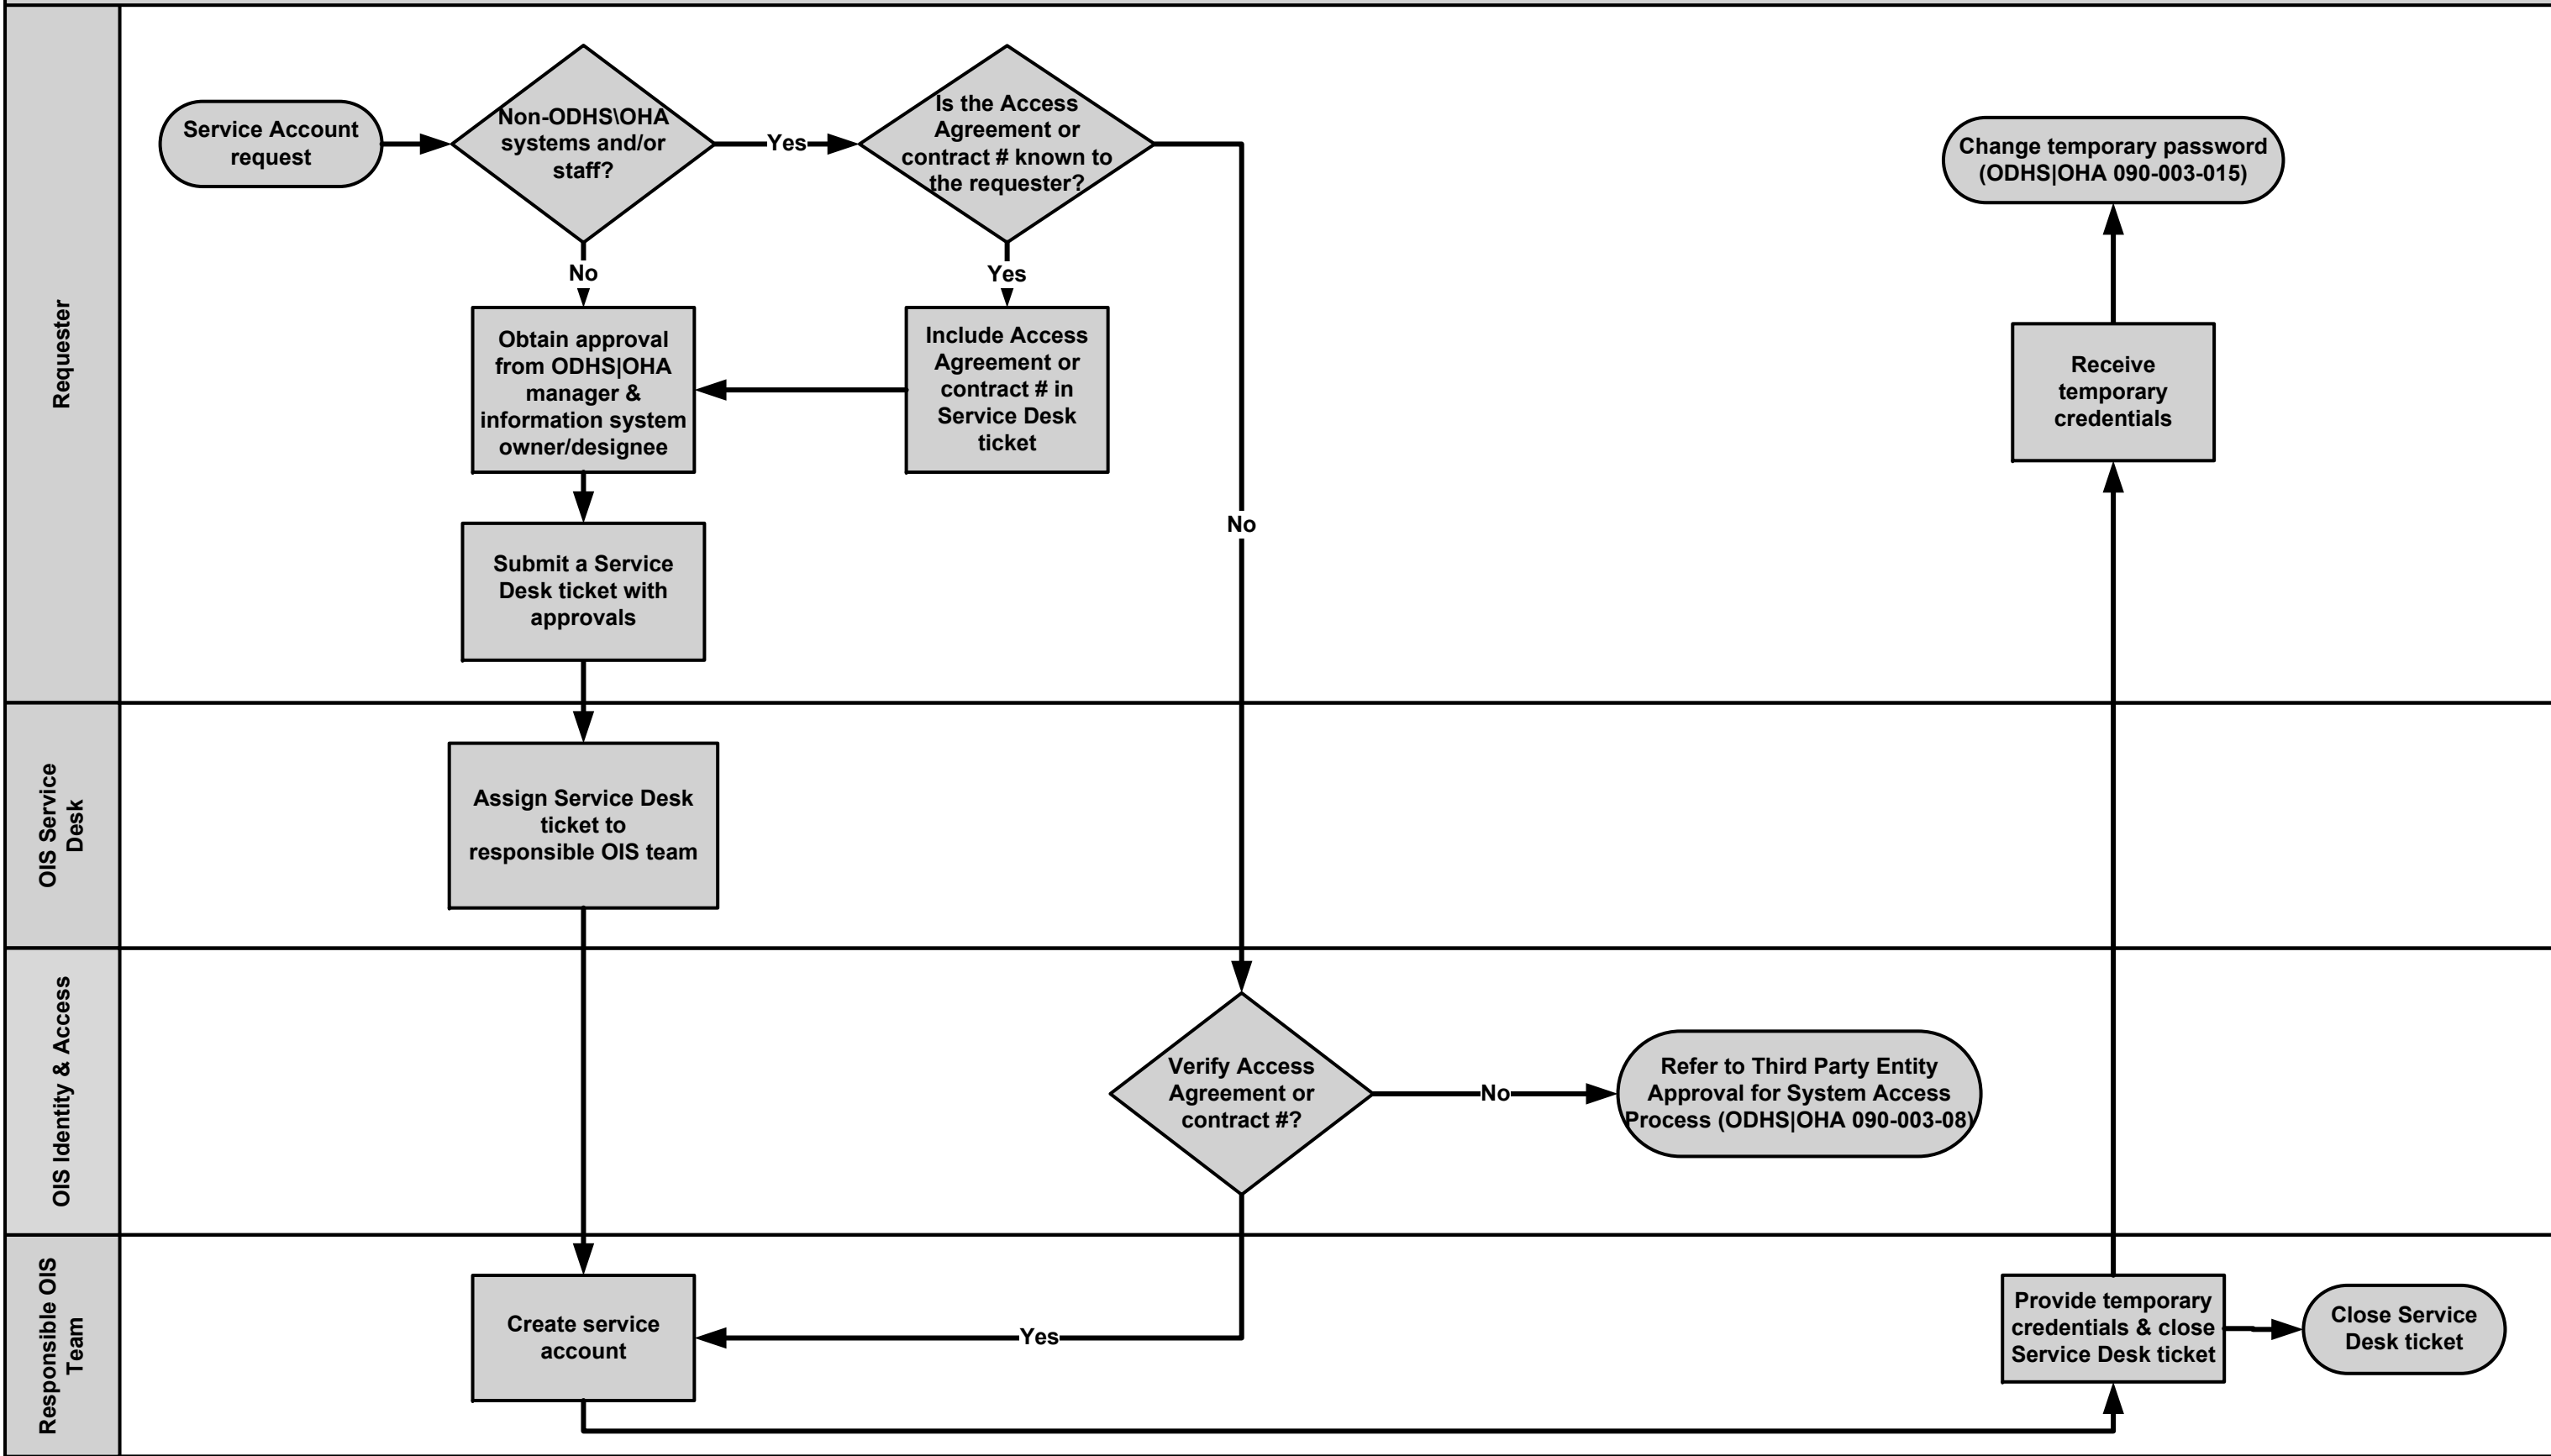 Requester
Service Account
request
Non-ODHS\OHA
systems and/or
staff?
Yes
Is the Access
Agreement or
contract # known to
the requester?
Change temporary password
(ODHS|OHA 090-003-015)
No
Yes
Obtain approval
from ODHS|OHA
manager &
information system
owner/designee
Include Access
Agreement or
contract # in
Service Desk
ticket
Receive
temporary
credentials
No
Submit a Service
Desk ticket with
approvals
OIS Service
Desk
Assign Service Desk
ticket to
responsible OIS team
OIS Identity & Access
Verify Access
Agreement or
contract #?
No
Refer to Third Party Entity
Approval for System Access
Process (ODHS|OHA 090-003-08)
Responsible OIS
Team
Create service
account
Yes
Provide temporary
credentials & close
Service Desk ticket
Close Service
Desk ticket